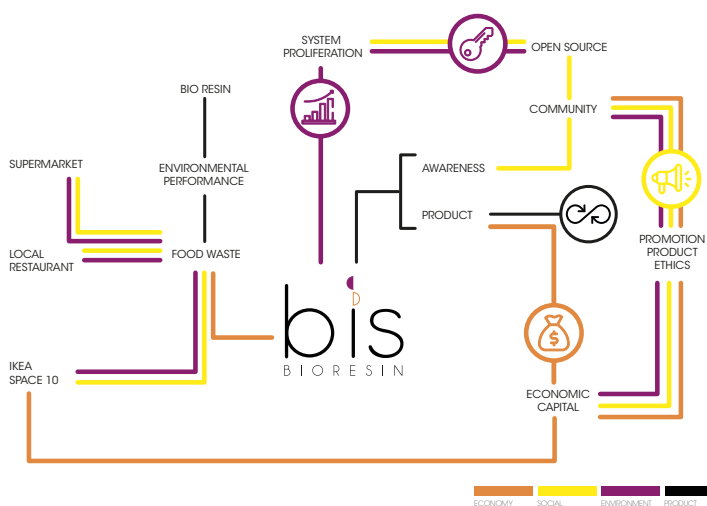 SYSTEM
PROLIFERATION
OPEN SOURCE
BIO RESIN
COMMUNITY
SUPERMARKET
ENVIRONMENTAL
PERFORMANCE
AWARENESS
PRODUCT
LOCAL
RESTAURANT
FOOD WASTE
PROMOTION
PRODUCT
ETHICS
$
bis
BIORESIN
IKEA
SPACE 10
ECONOMIC
CAPITAL
ECONOMY
SOCIAL
ENVIRONMENT
PRODUCT